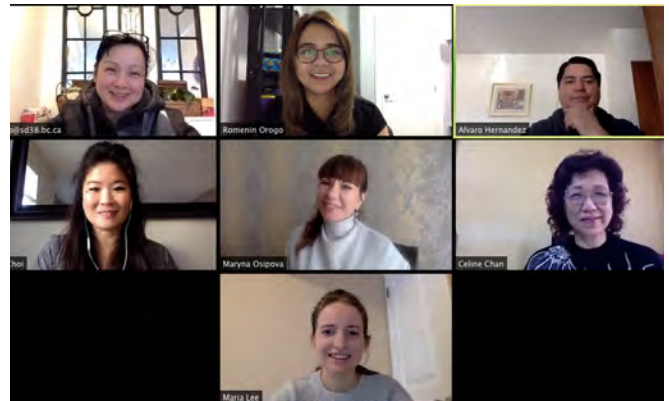 o@sd38.bc.ca
Romenin Orogo
Alvaro Hernandez
Choi
Maryna Osipova
Celine Chan
Maria Lee